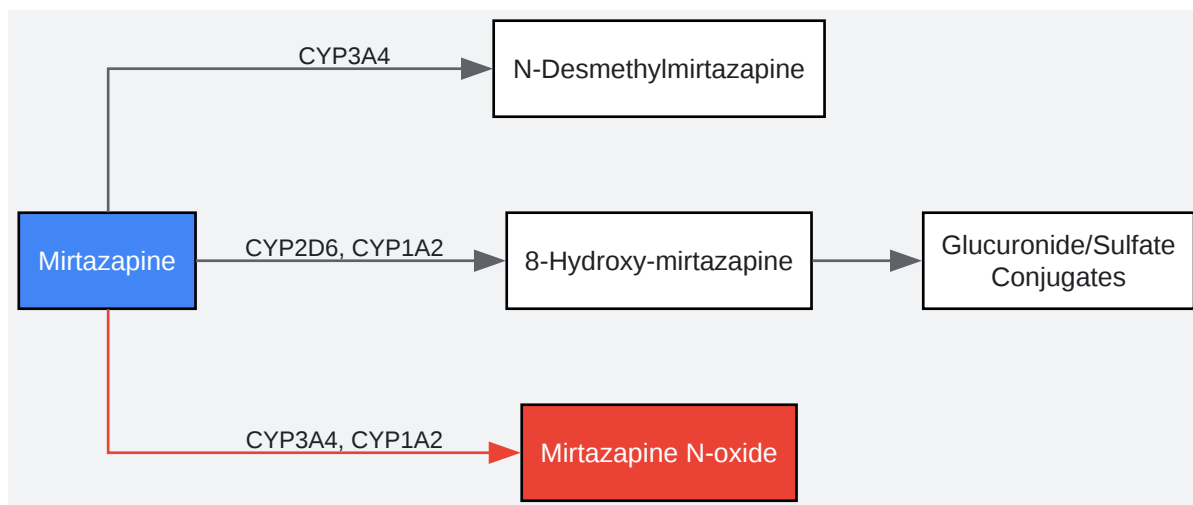 CYP3A4
N-Desmethylmirtazapine
Mirtazapine
CYP2D6, CYP1A2
8-Hydroxy-mirtazapine
Glucuronide/Sulfate
Conjugates
CYP3A4, CYP1A2
Mirtazapine N-oxide